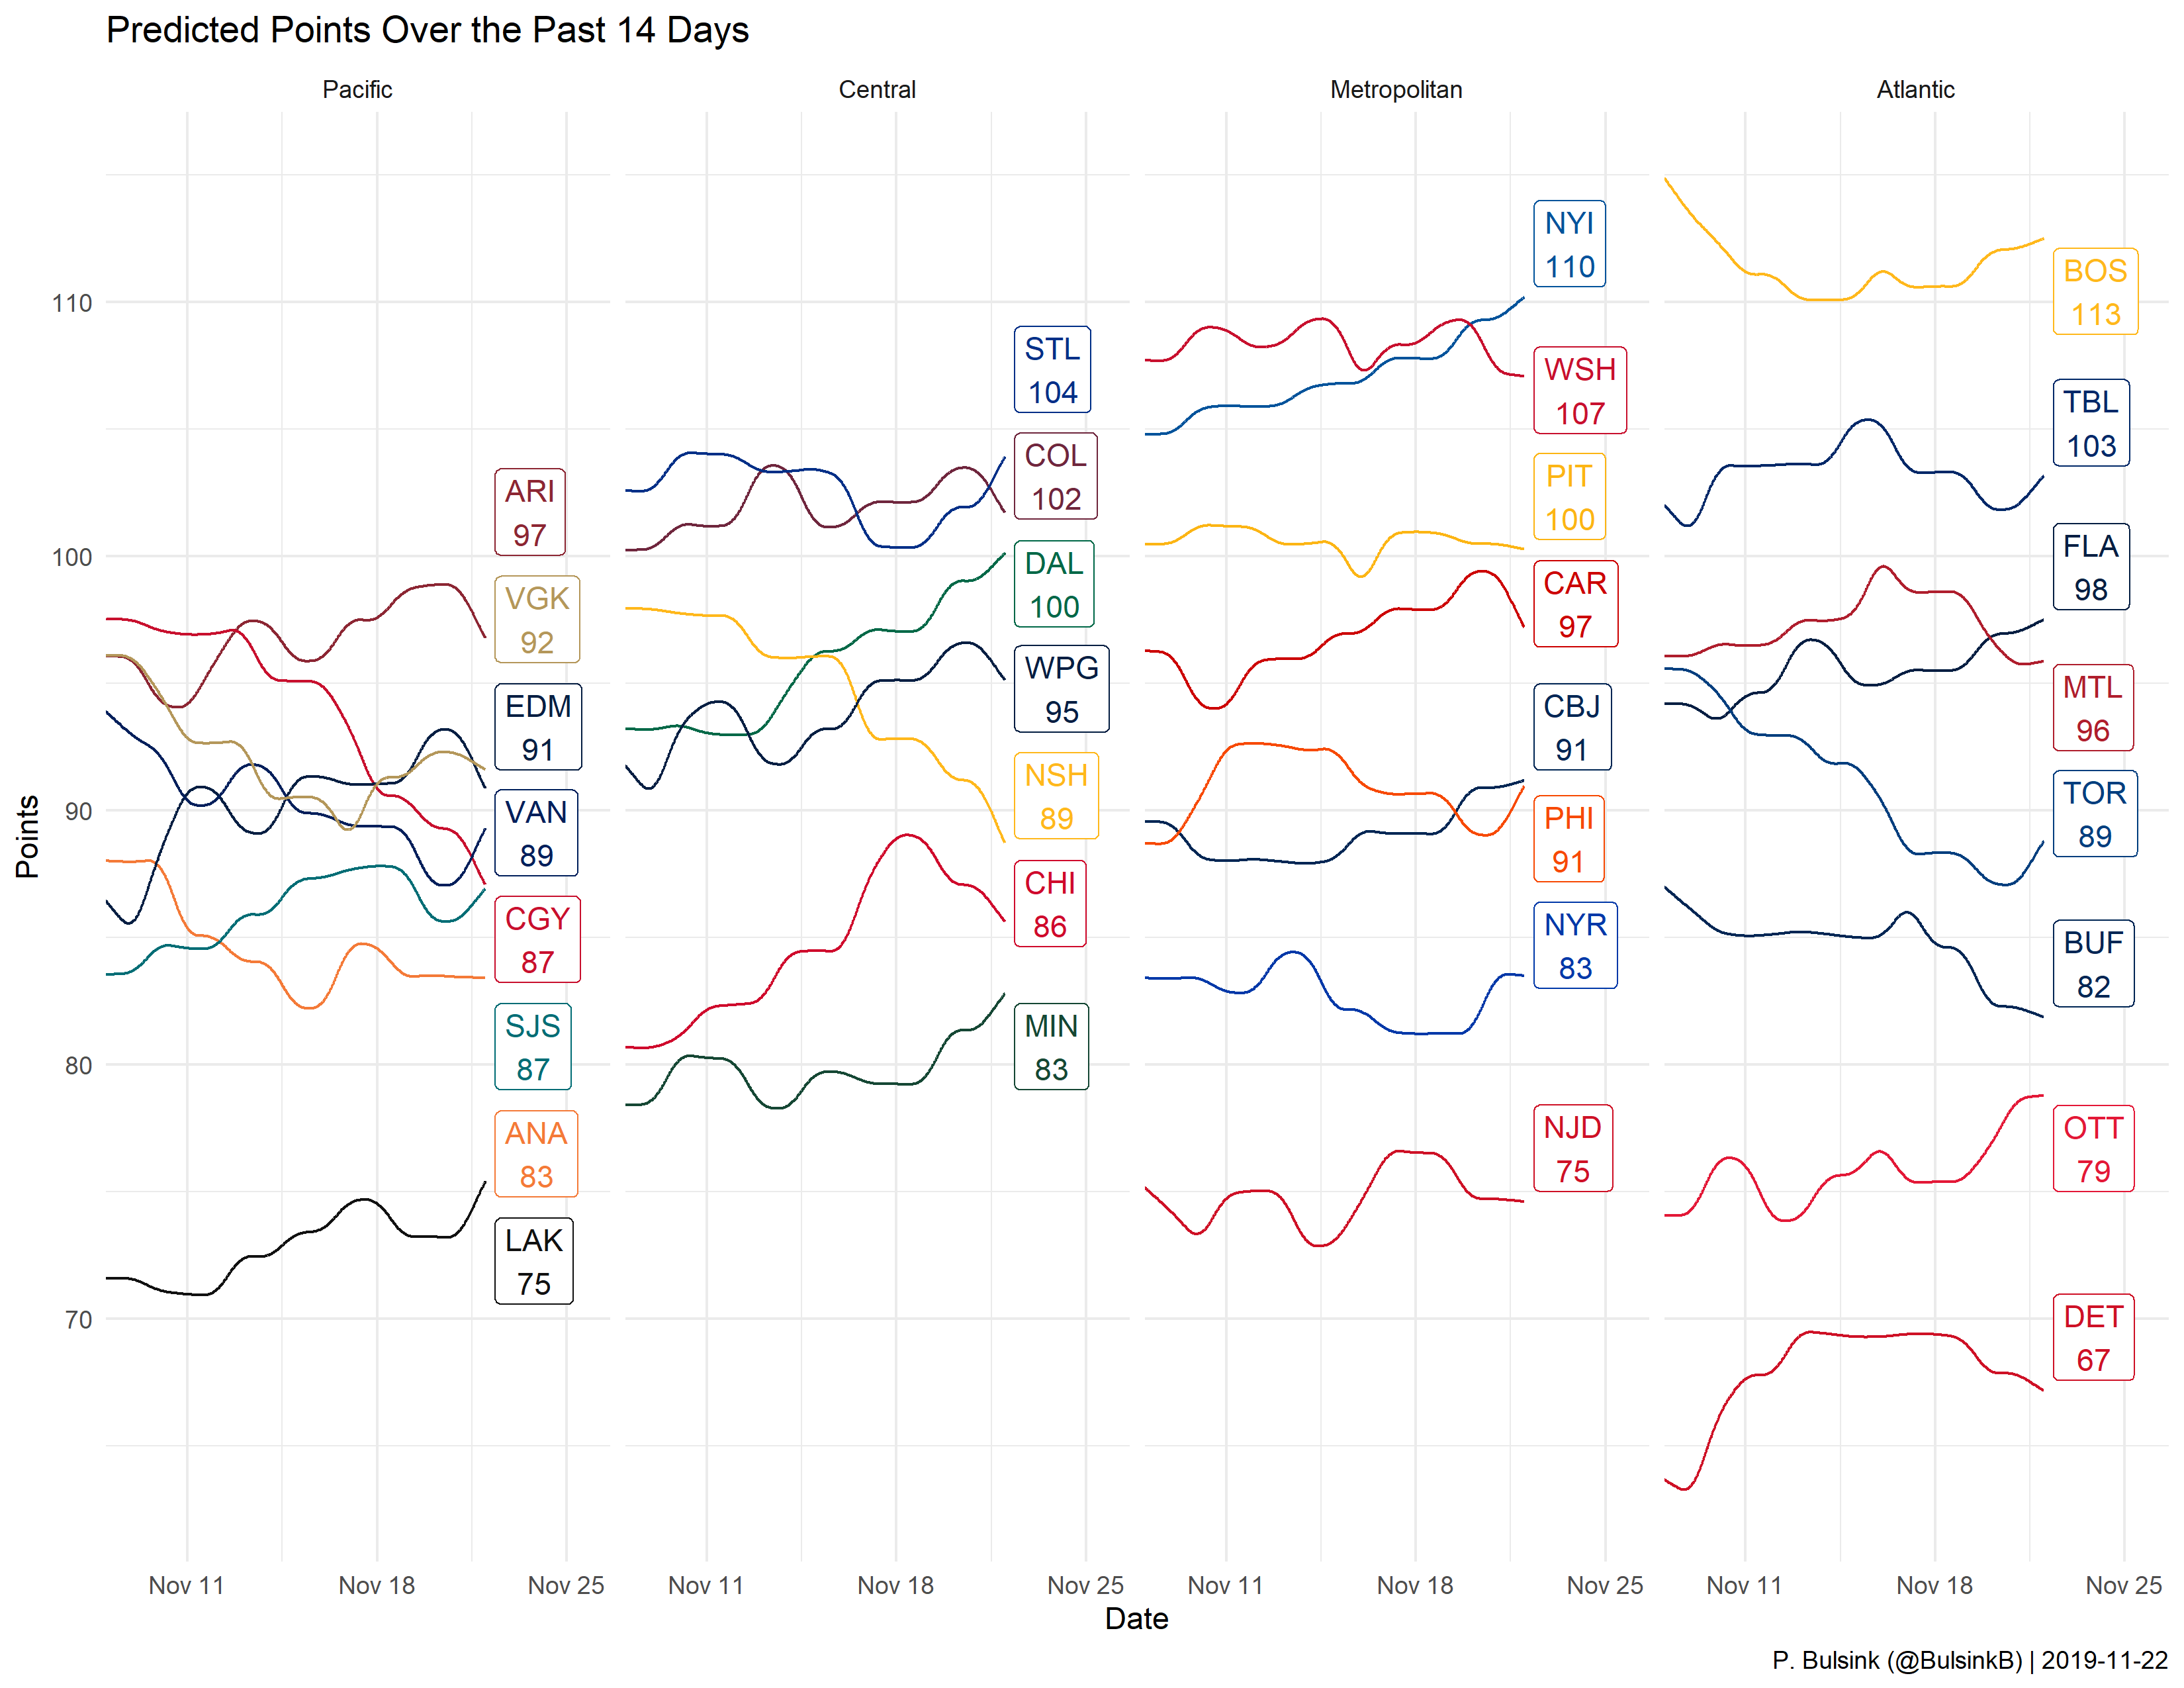 Predicted Points Over the Past 14 Days
Pacific
Central
Metropolitan
Atlantic
Points
110
100
90
80
70
ARI
97
VGK
92
EDM
91
VAN
89
CGY
87
SJS
87
ANA
83
LAK
75
STL
104
COL
102
DAL
100
WPG
95
NSH
89
CHI
86
MIN
83
NYI
110
WSH
107
PIT
100
CAR
97
CBJ
91
PHI
91
NYR
83
NJD
75
BOS
113
TBL
103
FLA
98
MTL
96
TOR
89
BUF
82
OTT
79
DET
67
Nov 11 Nov 18 Nov 25 Nov 11 Nov 18 Nov 25 Nov 11 Nov 18 Nov 25 Nov 11 Nov 18 Nov 25
Date
P. Bulsink (@BulsinkB) | 2019-11-22